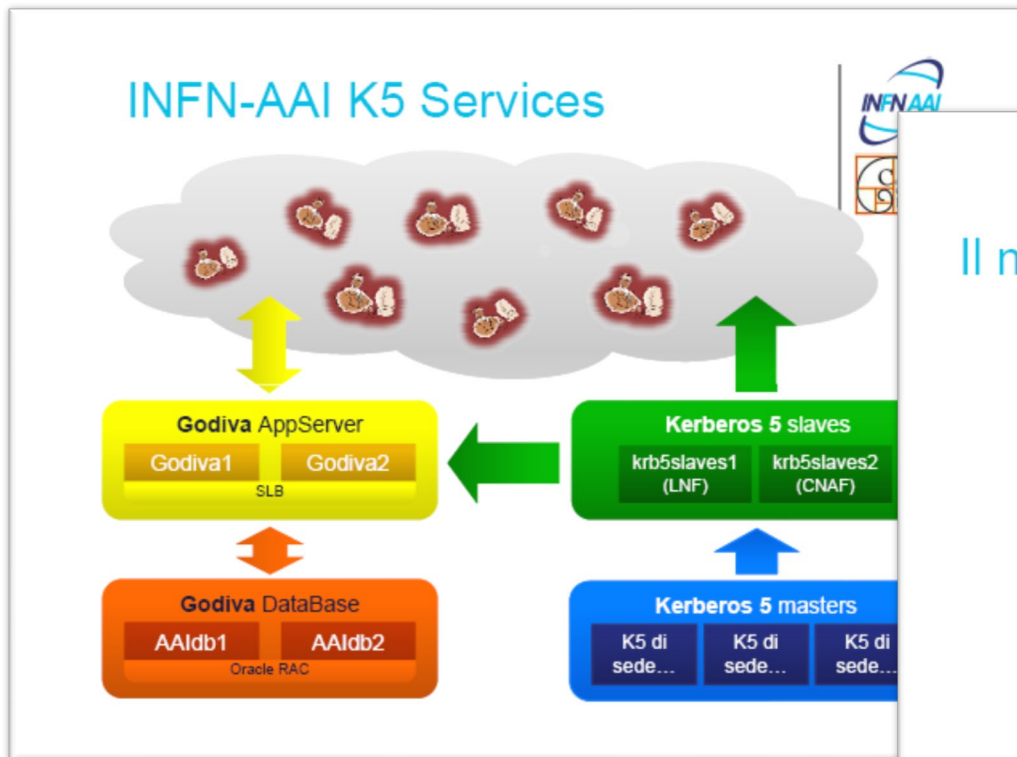 INFN-AAI K5 Services
INFN AAI
C
Il n
Godiva AppServer
Godiva1
Godiva2
SLB
Kerberos 5 slaves
krb5slaves1
(LNF)
krb5slaves2
(CNAF)
Godiva DataBase
AAIdb1
AAIdb2
Oracle RAC
Kerberos 5 masters
K5 di
sede...
K5 di
sede...
K5 di
sede...